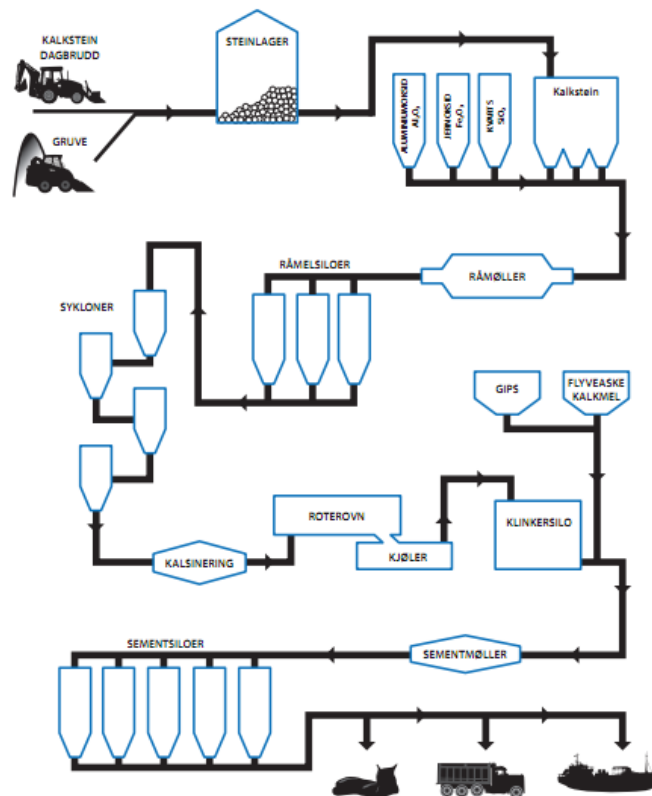 KALKSTEIN
DAGBRUDD
GRUVE
STEINLAGER
ALUMINIUMOKSID
Al₂O₃
JERNOKSID
Fe₂O₃
KVARTS
SiO₂
Kalkstein
RÅMØLLER
RÅMELSILOER
SYKLONER
GIPS
FLYVEASKE
KALKMEL
KALSINERING
ROTEROVN
KJØLER
KLINKERSILO
SEMENTMØLLER
SEMENTSILOER